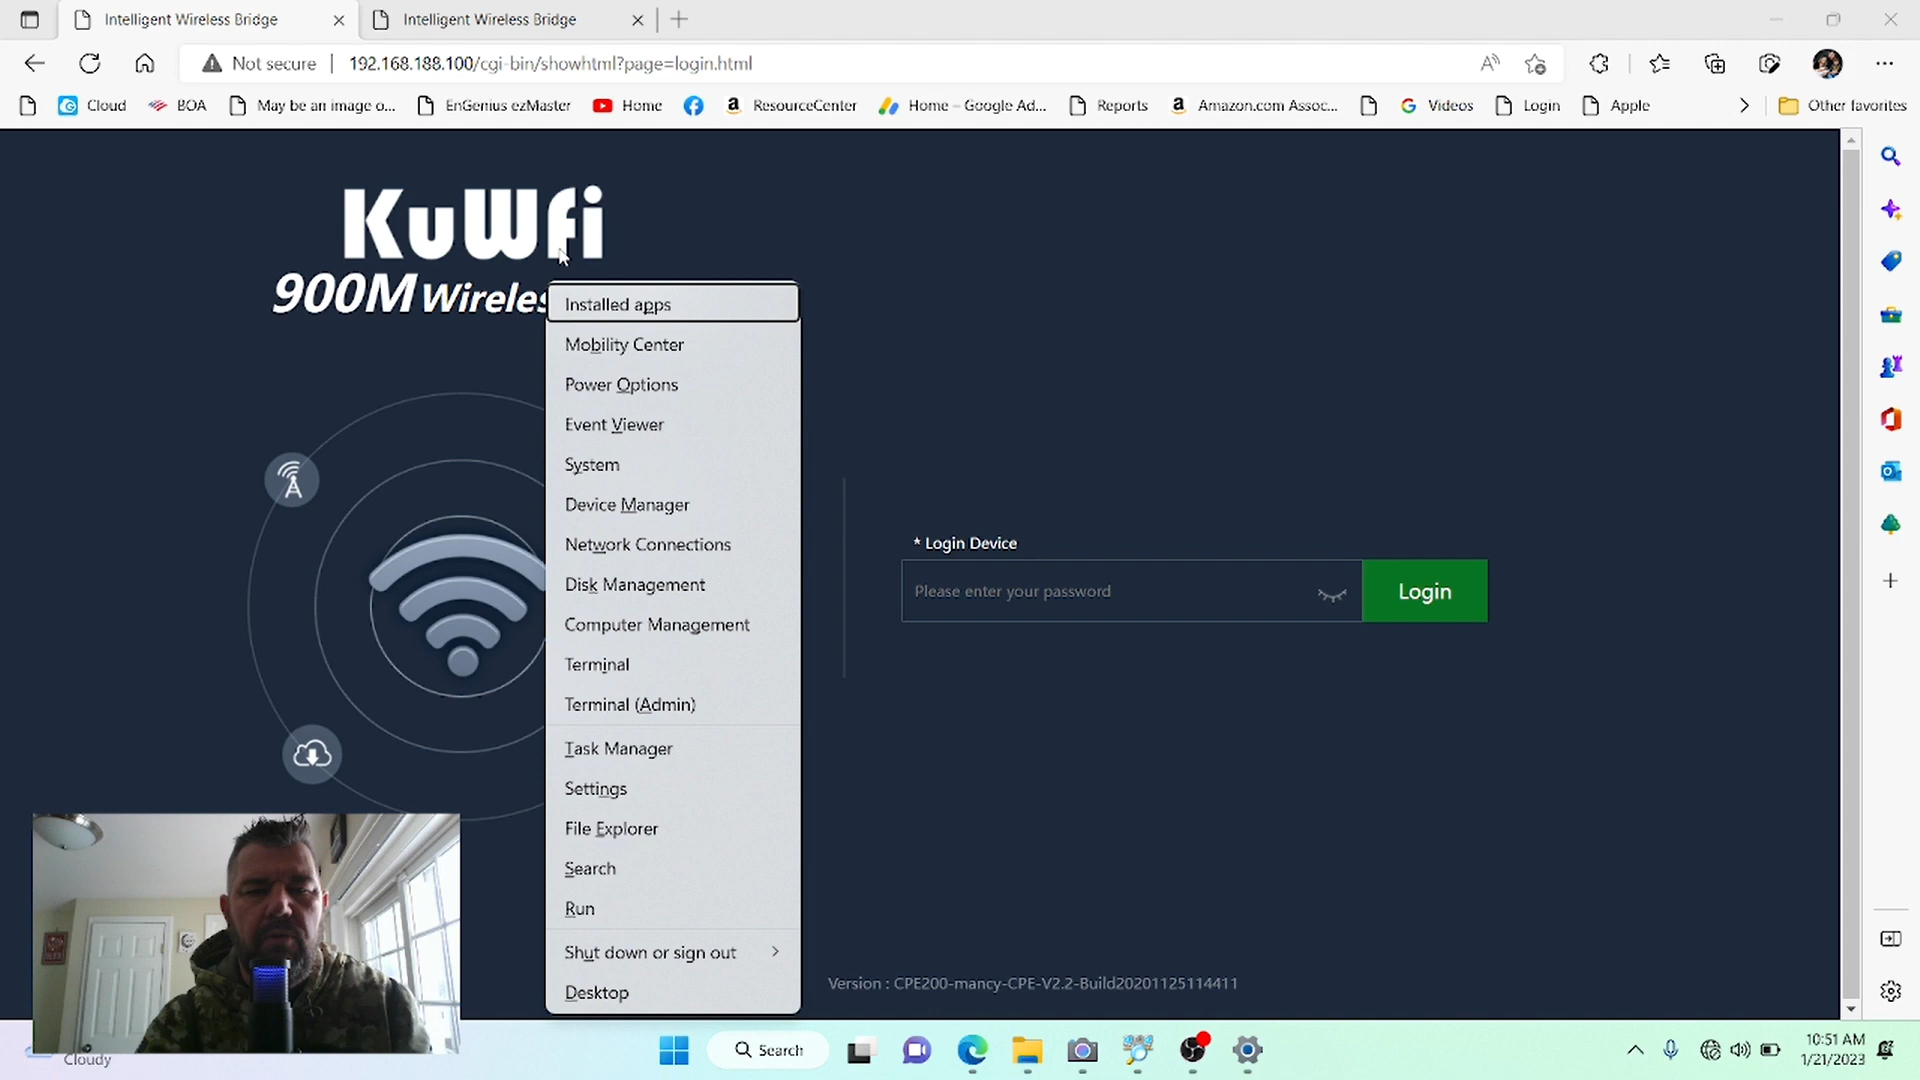 Intelligent Wireless Bridge
Intelligent Wireless Bridge
Not secure
192.168.188.100/cgi-bin/showhtml?page=login.html
Cloud
BOA
May be an image o...
EnGenius ezMaster
Home
ResourceCenter
Home – Google Ad...
Reports
Amazon.com Assoc...
Videos
Login
Apple
Other favorites
KuWfi
900M Wireles
Installed apps
Mobility Center
Power Options
Event Viewer
System
Device Manager
Network Connections
Disk Management
Computer Management
Terminal
Terminal (Admin)
Task Manager
Settings
File Explorer
Search
Run
Shut down or sign out
Desktop
* Login Device
Please enter your password
Login
Version : CPE200-mancy-CPE-V2.2-Build20201125114411
Cloudy
Search
10:51 AM
1/21/2023